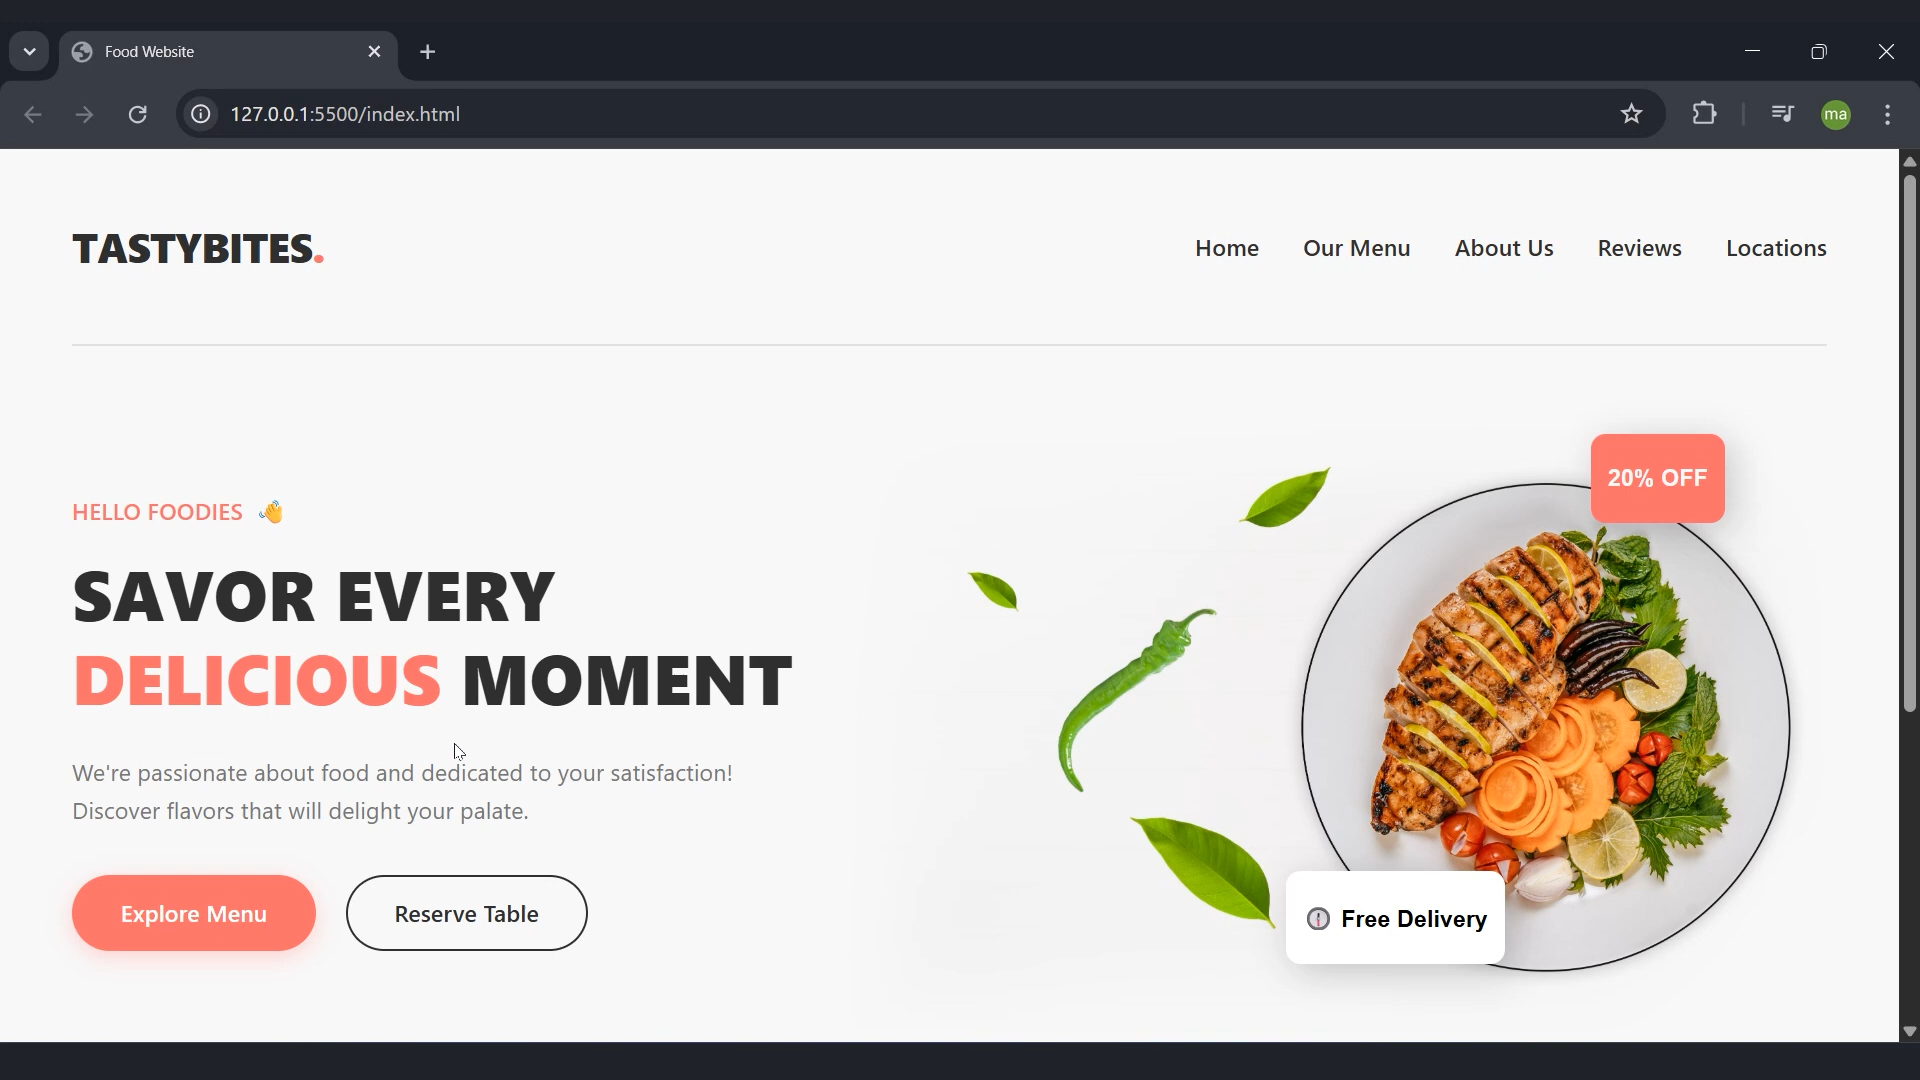 Food Website
127.0.0.1:5500/index.html
ma
TASTYBITES.
Home
Our Menu
About Us
Reviews
Locations
20% OFF
HELLO FOODIES 👋
SAVOR EVERY
DELICIOUS MOMENT
We're passionate about food and dedicated to your satisfaction!
Discover flavors that will delight your palate.
Explore Menu
Reserve Table
Free Delivery